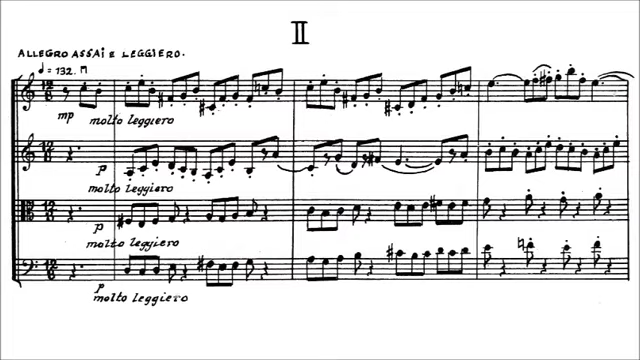 II
ALLEGRO ASSAI E LEGGIERO.
♩ = 132.
mp molto leggiero
p
molto leggiero
p
molto leggiero
p
molto leggiero